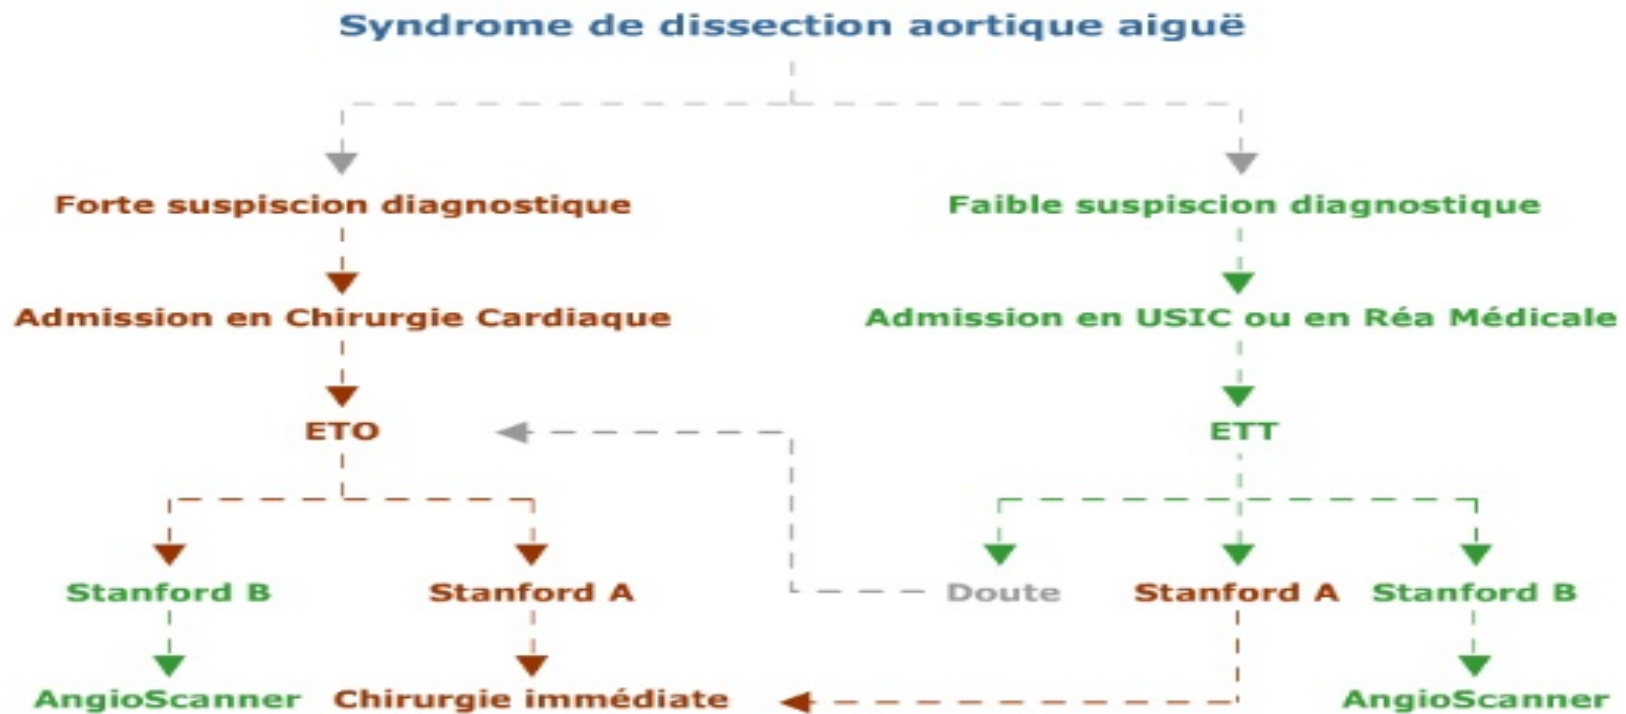 Syndrome de dissection aortique aiguë
Forte suspiscion diagnostique
Faible suspiscion diagnostique
Admission en Chirurgie Cardiaque
Admission en USIC ou en Réa Médicale
ETO
ETT
Stanford B
Stanford A
Doute
Stanford A
Stanford B
AngioScanner
Chirurgie immédiate
AngioScanner